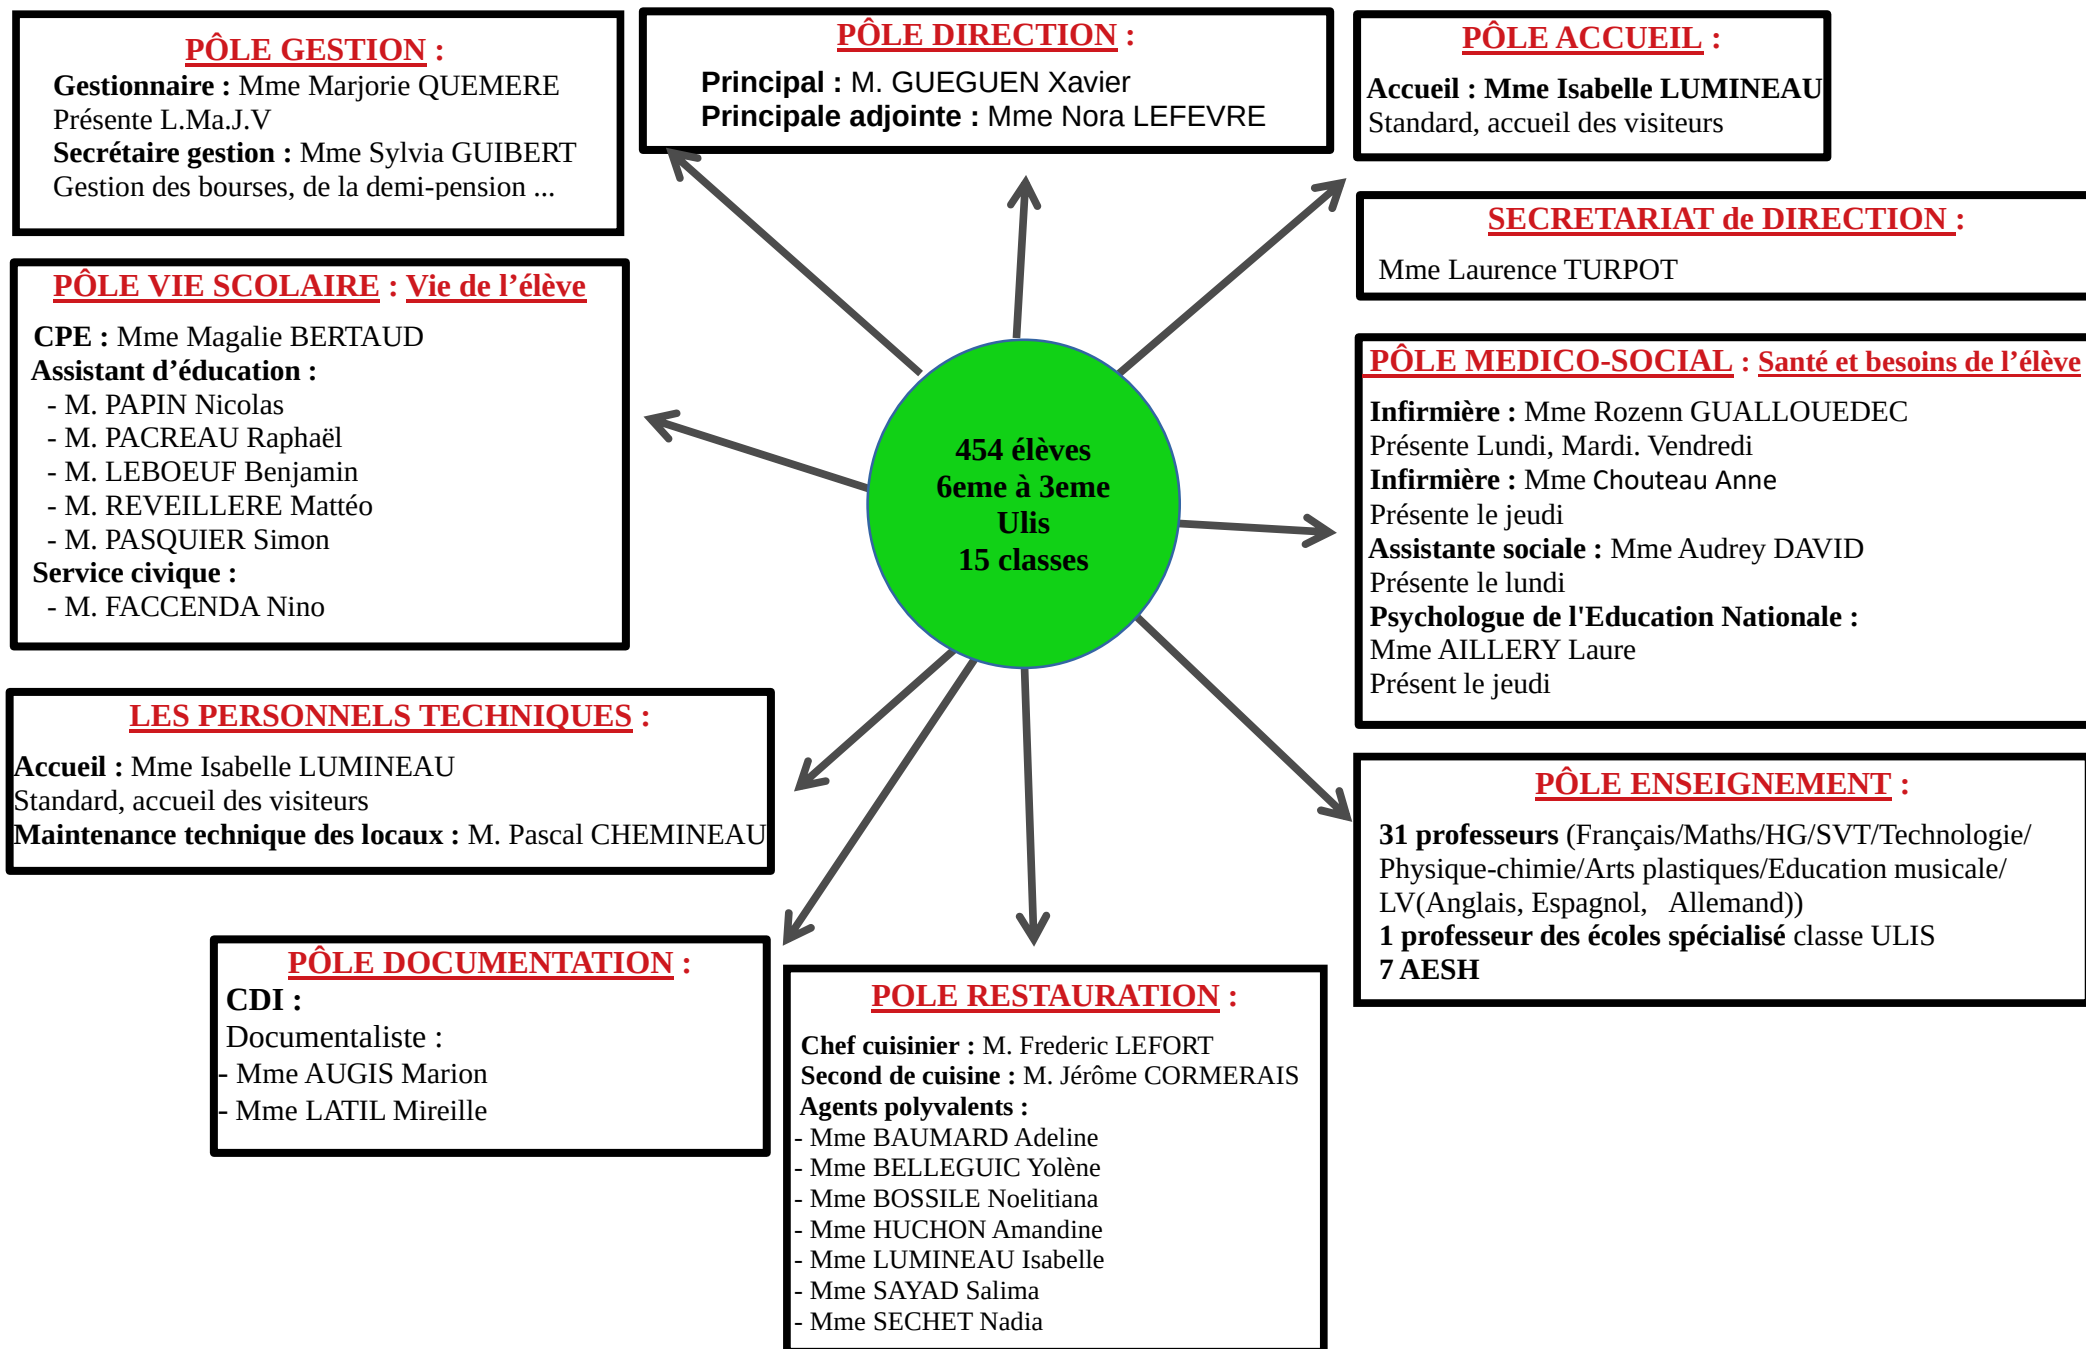 PÔLE GESTION :
Gestionnaire : Mme Marjorie QUEMERE
Présente L.Ma.J.V
Secrétaire gestion : Mme Sylvia GUIBERT
Gestion des bourses, de la demi-pension ...
PÔLE DIRECTION :
Principal : M. GUEGUEN Xavier
Principale adjointe : Mme Nora LEFEVRE
PÔLE ACCUEIL :
Accueil : Mme Isabelle LUMINEAU
Standard, accueil des visiteurs
SECRETARIAT de DIRECTION :
Mme Laurence TURPOT
PÔLE VIE SCOLAIRE : Vie de l’élève
CPE : Mme Magalie BERTAUD
Assistant d’éducation :
- M. PAPIN Nicolas
- M. PACREAU Raphaël
- M. LEBOEUF Benjamin
- M. REVEILLERE Mattéo
- M. PASQUIER Simon
Service civique :
- M. FACCENDA Nino
454 élèves
6eme à 3eme
Ulis
15 classes
PÔLE MEDICO-SOCIAL : Santé et besoins de l’élève
Infirmière : Mme Rozenn GUALLOUEDEC
Présente Lundi, Mardi. Vendredi
Infirmière : Mme Chouteau Anne
Présente le jeudi
Assistante sociale : Mme Audrey DAVID
Présente le lundi
Psychologue de l'Education Nationale :
Mme AILLERY Laure
Présent le jeudi
LES PERSONNELS TECHNIQUES :
Accueil : Mme Isabelle LUMINEAU
Standard, accueil des visiteurs
Maintenance technique des locaux : M. Pascal CHEMINEAU
PÔLE ENSEIGNEMENT :
31 professeurs (Français/Maths/HG/SVT/Technologie/
Physique-chimie/Arts plastiques/Education musicale/
LV(Anglais, Espagnol, Allemand))
1 professeur des écoles spécialisé classe ULIS
7 AESH
PÔLE DOCUMENTATION :
CDI :
Documentaliste :
- Mme AUGIS Marion
- Mme LATIL Mireille
POLE RESTAURATION :
Chef cuisinier : M. Frederic LEFORT
Second de cuisine : M. Jérôme CORMERAIS
Agents polyvalents :
- Mme BAUMARD Adeline
- Mme BELLEGUIC Yolène
- Mme BOSSILE Noelitiana
- Mme HUCHON Amandine
- Mme LUMINEAU Isabelle
- Mme SAYAD Salima
- Mme SECHET Nadia